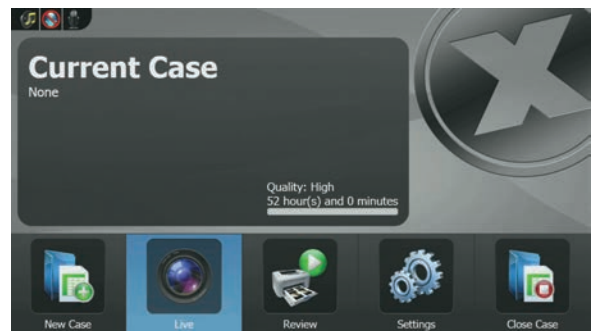 Current Case
None
Quality: High
52 hour(s) and 0 minutes
New Case
Live
Review
Settings
Close Case